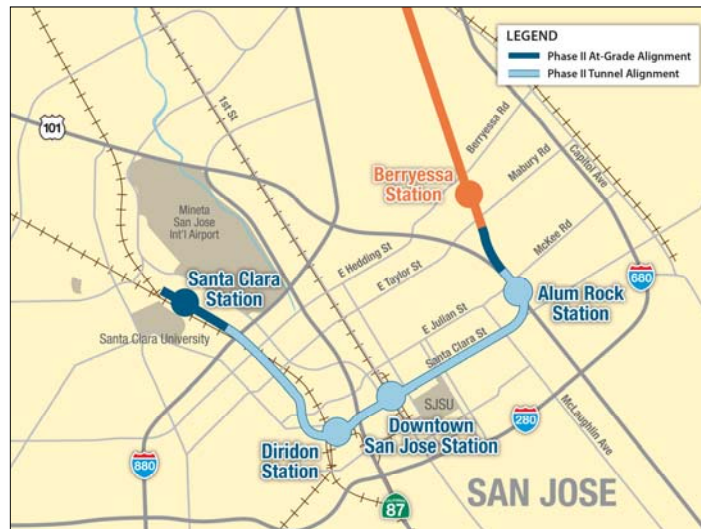 LEGEND
Phase II At-Grade Alignment
Phase II Tunnel Alignment
101
1st St
Berryessa Rd
Mabury Rd
Capitol Ave
Berryessa
Station
McKee Rd
Mineta
San Jose
Int'l Airport
E Hedding St
E Taylor St
680
Santa Clara
Station
Alum Rock
Station
E Julian St
Santa Clara St
Santa Clara University
SJSU
McLaughlin Ave
280
Downtown
San Jose Station
Diridon
Station
880
SAN JOSE
CALIFORNIA
87